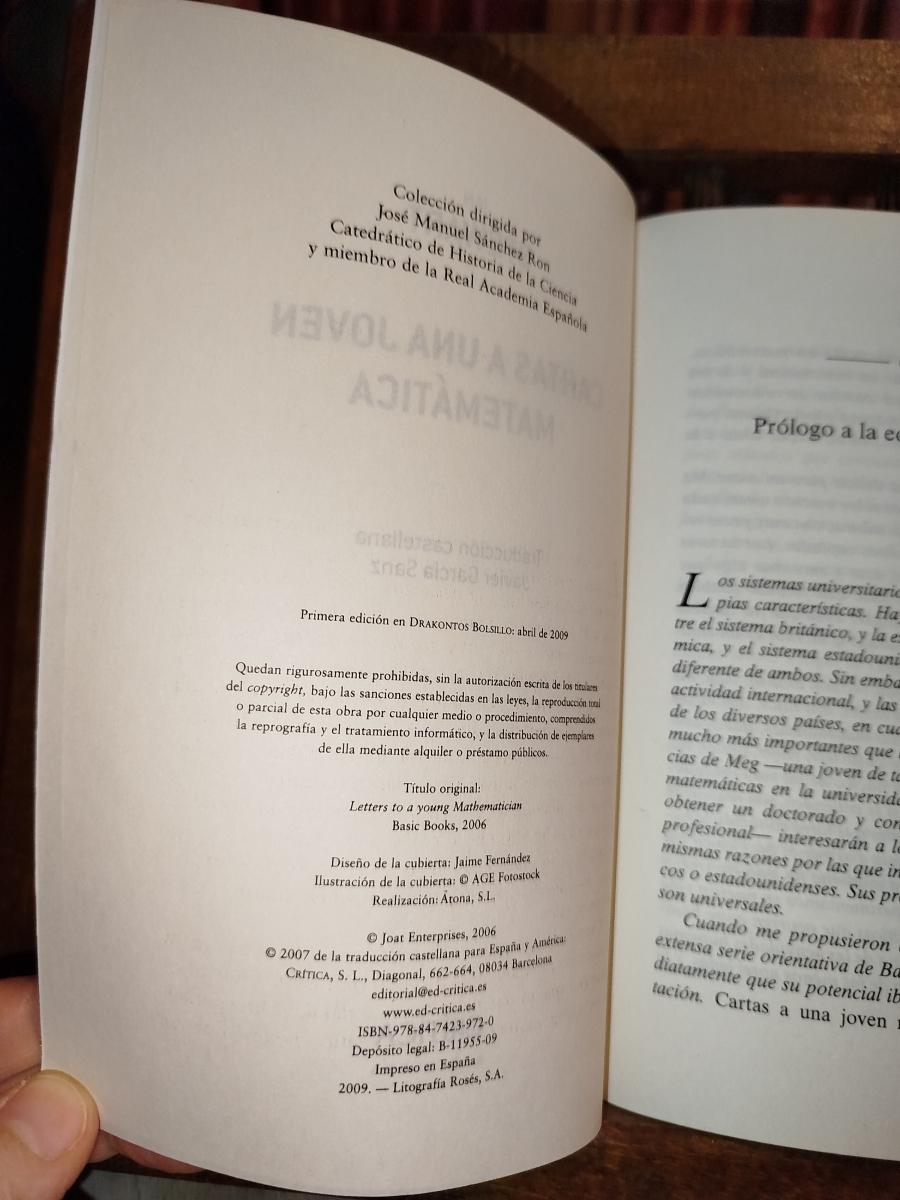 Colección dirigida por
José Manuel Sánchez Ron
Catedrático de Historia de la Ciencia
y miembro de la Real Academia Española
CARTAS A UNA JOVEN
MATEMÁTICA
Traducción castellana
Javier García Sanz
Primera edición en DRAKONTOS BOLSILLO: abril de 2009
Quedan rigurosamente prohibidas, sin la autorización escrita de los titulares
del copyright, bajo las sanciones establecidas en las leyes, la reproducción total
o parcial de esta obra por cualquier medio o procedimiento, comprendidos
la reprografía y el tratamiento informático, y la distribución de ejemplares
de ella mediante alquiler o préstamo públicos.
Título original:
Letters to a young Mathematician
Basic Books, 2006
Diseño de la cubierta: Jaime Fernández
Ilustración de la cubierta: © AGE Fotostock
Realización: Átona, S.L.
© Joat Enterprises, 2006
© 2007 de la traducción castellana para España y América:
CRÍTICA, S. L., Diagonal, 662-664, 08034 Barcelona
editorial@ed-critica.es
www.ed-critica.es
ISBN-978-84-7423-972-0
Depósito legal: B-11955-09
Impreso en España
2009. — Litografía Rosés, S.A.
Prólogo a la
Los sistemas
pias características.
tre el sistema británico, y la
mica, y el sistema
diferente de ambos. Sin
actividad internacional, y las
de los diversos países, en
mucho más importantes que
cias de Meg —una joven de
matemáticas en la
obtener un doctorado y
profesional— interesarán a
mismas razones por las que
cos o estadounidenses. Sus
son universales.
Cuando me propusieron
extensa serie orientativa de
diatamente que su potencial
tación. Cartas a una joven